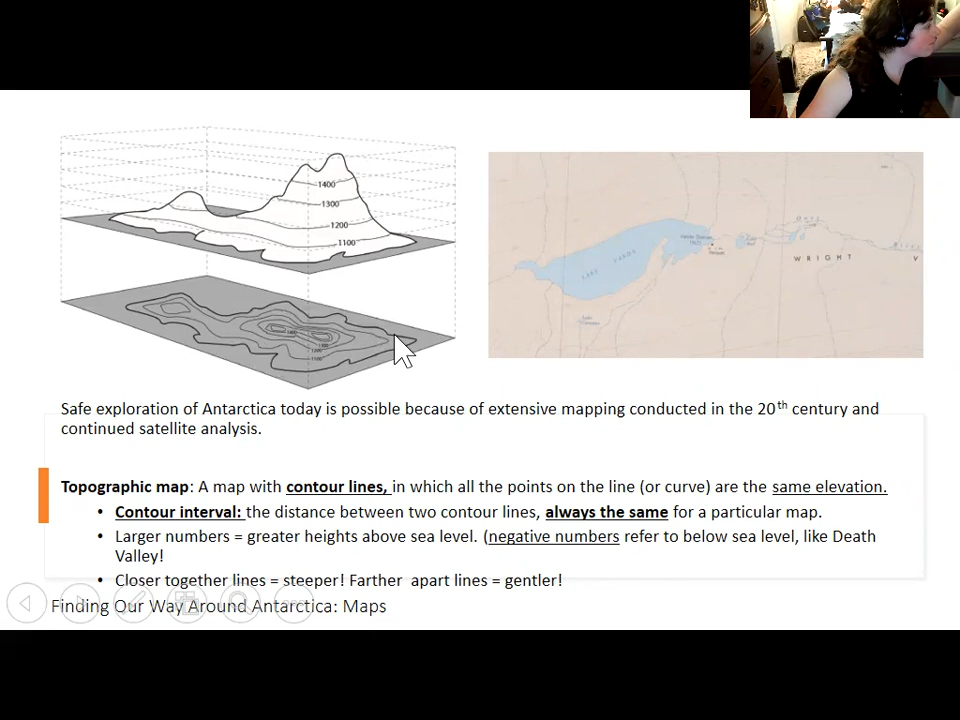 1400
1300
1200
1100
LAKE VANDA
WRIGHT V
Safe exploration of Antarctica today is possible because of extensive mapping conducted in the 20th century and
continued satellite analysis.
Topographic map: A map with contour lines, in which all the points on the line (or curve) are the same elevation.
• Contour interval: the distance between two contour lines, always the same for a particular map.
• Larger numbers = greater heights above sea level. (negative numbers refer to below sea level, like Death
Valley!
• Closer together lines = steeper! Farther apart lines = gentler!
Finding Our Way Around Antarctica: Maps